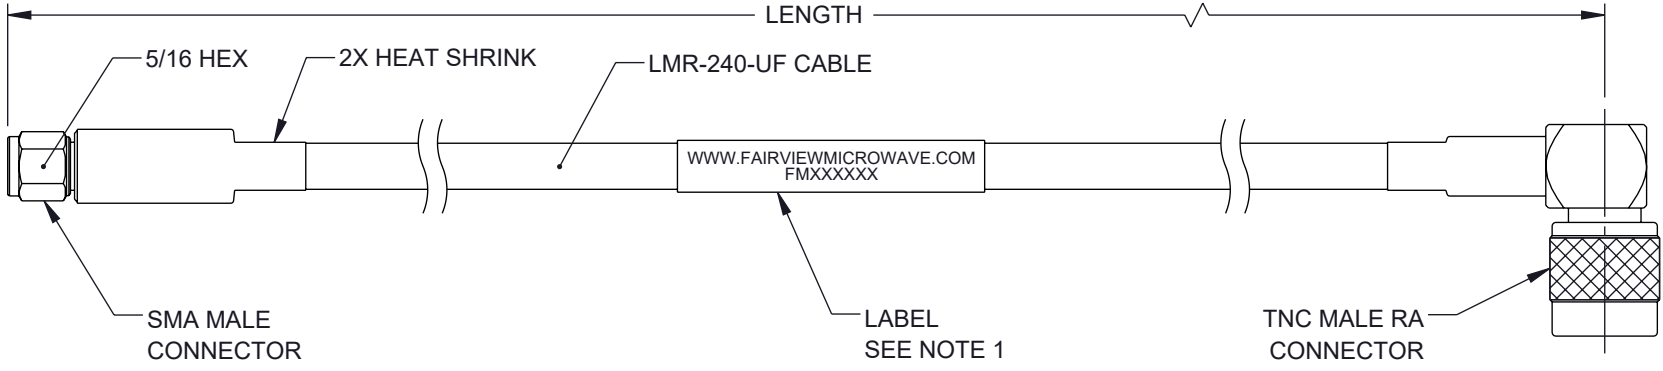 LENGTH
5/16 HEX
2X HEAT SHRINK
LMR-240-UF CABLE
WWW.FAIRVIEWMICROWAVE.COM
FMXXXXXX
SMA MALE
CONNECTOR
LABEL
SEE NOTE 1
TNC MALE RA
CONNECTOR